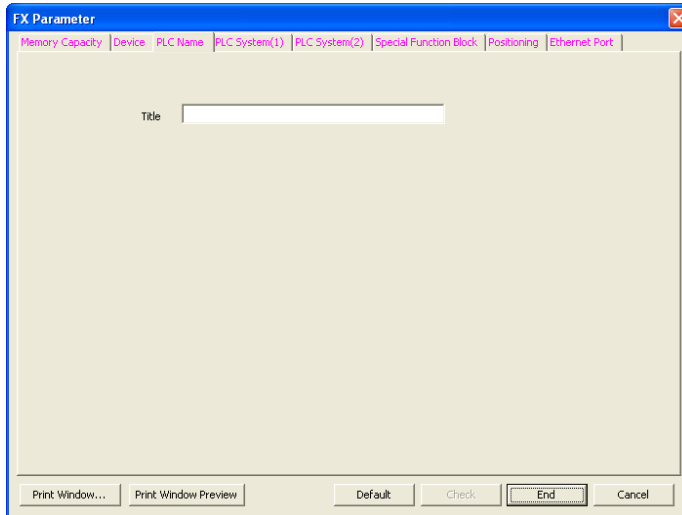 FX Parameter
Memory Capacity Device PLC Name PLC System(1) PLC System(2) Special Function Block Positioning Ethernet Port
Title
Print Window... Print Window Preview Default Check End Cancel